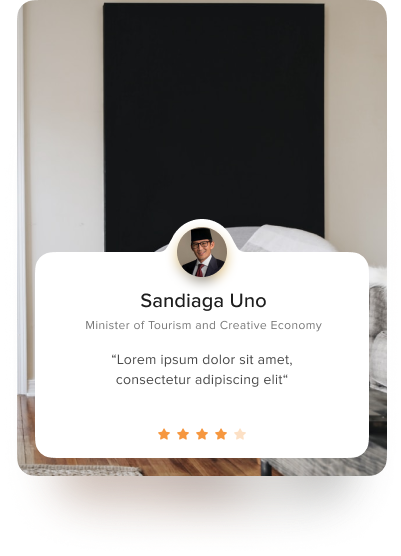 Sandiaga Uno
Minister of Tourism and Creative Economy
“Lorem ipsum dolor sit amet,
consectetur adipiscing elit“